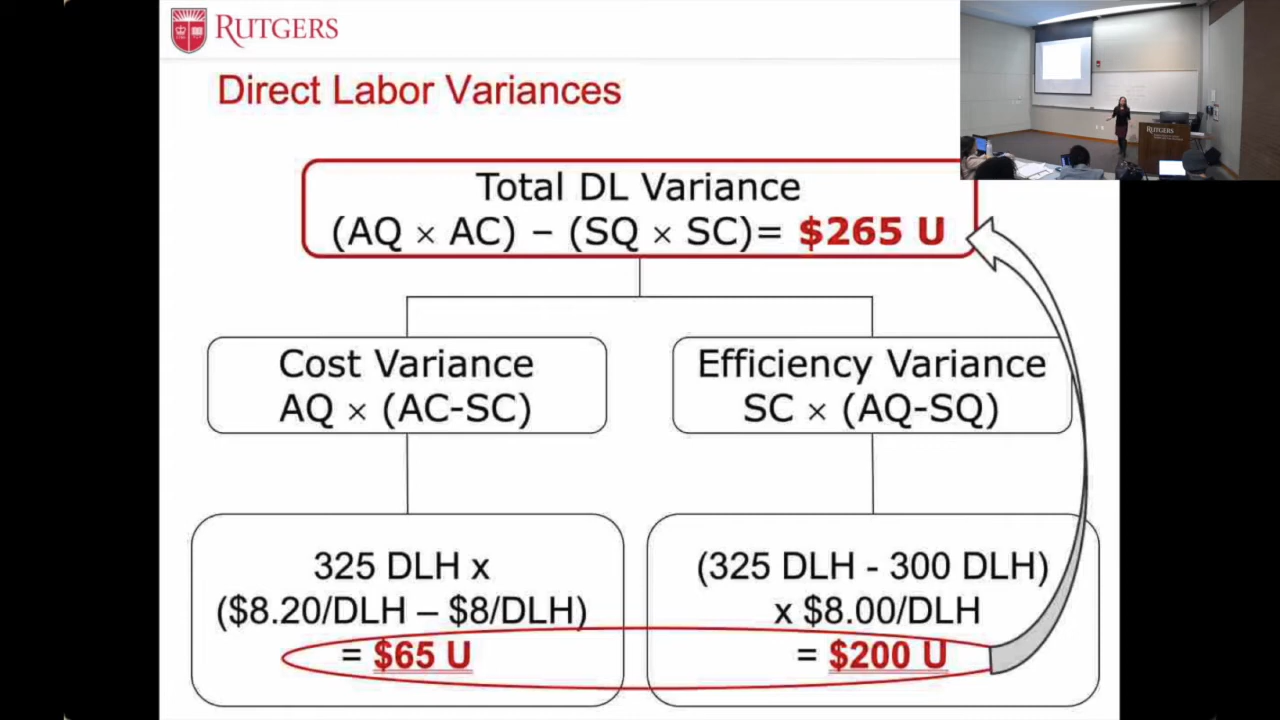 RUTGERS
Direct Labor Variances
Total DL Variance
(AQ × AC) – (SQ × SC)= $265 U
Cost Variance
AQ × (AC-SC)
Efficiency Variance
SC × (AQ-SQ)
325 DLH x
($8.20/DLH – $8/DLH)
= $65 U
(325 DLH - 300 DLH)
x $8.00/DLH
= $200 U
RUTGERS